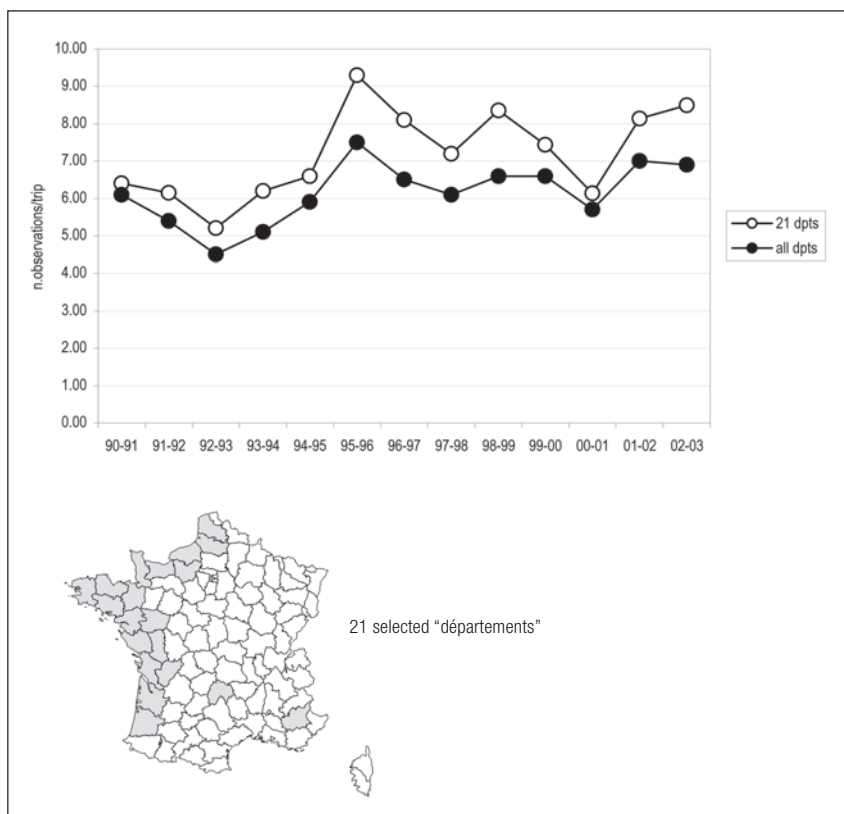 10.00
9.00
8.00
7.00
6.00
5.00
4.00
3.00
2.00
1.00
0.00
n.observations/trip
90-91 91-92 92-93 93-94 94-95 95-96 96-97 97-98 98-99 99-00 00-01 01-02 02-03
21 dpts
all dpts
21 selected “départements”